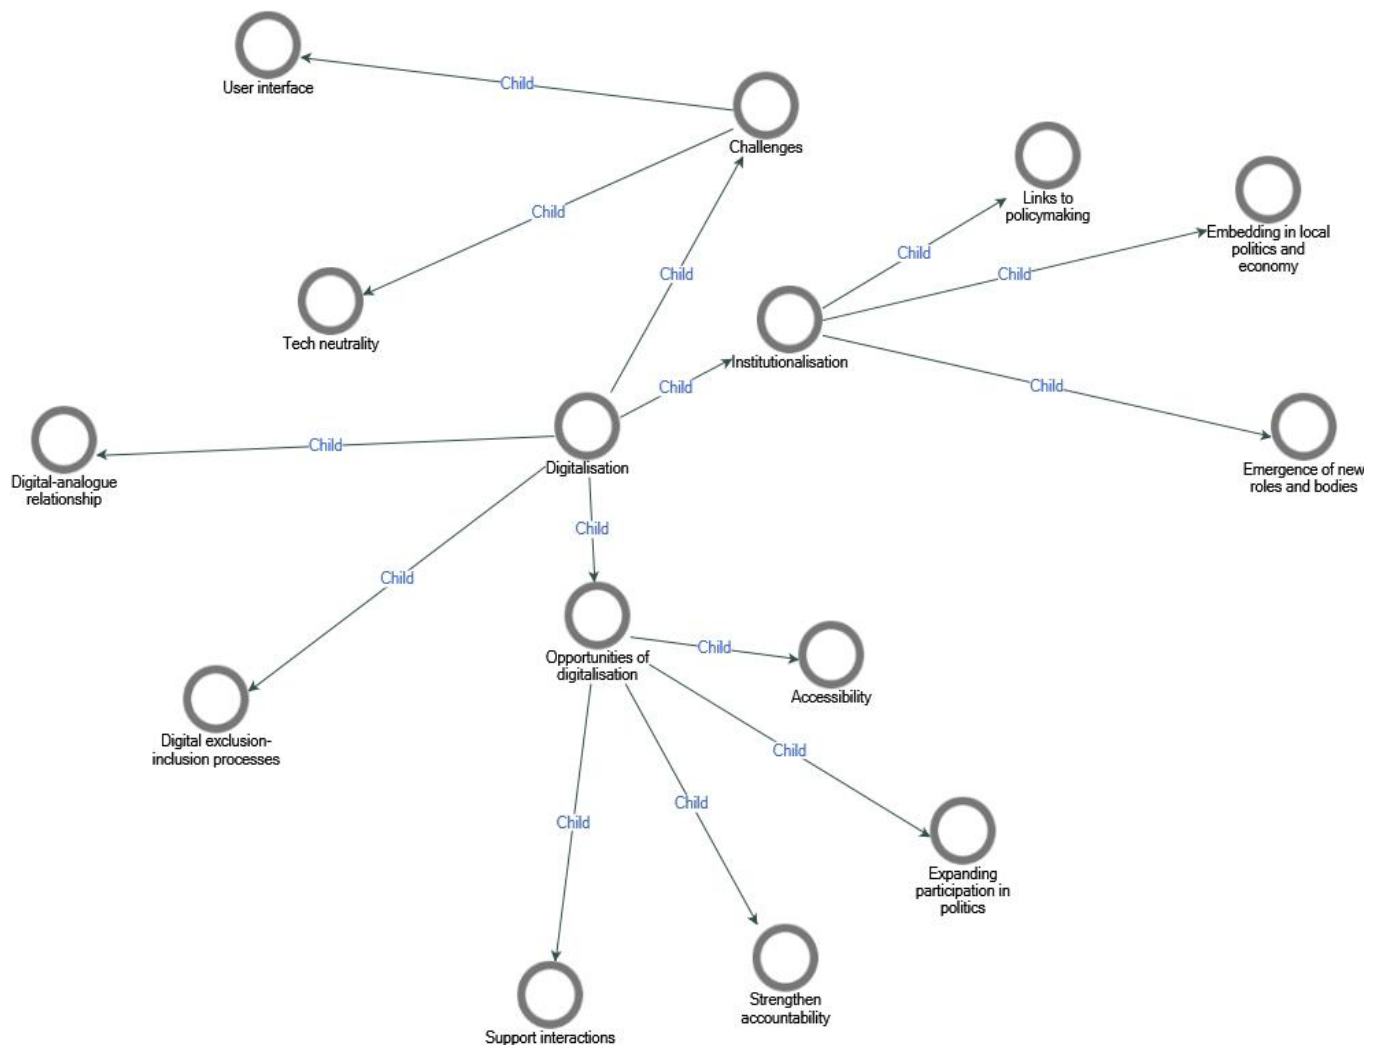 User interface
Child
Challenges
Links to
policymaking
Child
Embedding in local
politics and
economy
Child
Child
Child
Tech neutrality
Institutionalisation
Child
Child
Digital-analogue
relationship
Child
Digitalisation
Emergence of new
roles and bodies
Child
Child
Opportunities of
digitalisation
Child
Accessibility
Digital exclusion-
inclusion processes
Child
Child
Child
Expanding
participation in
politics
Strengthen
accountability
Support interactions